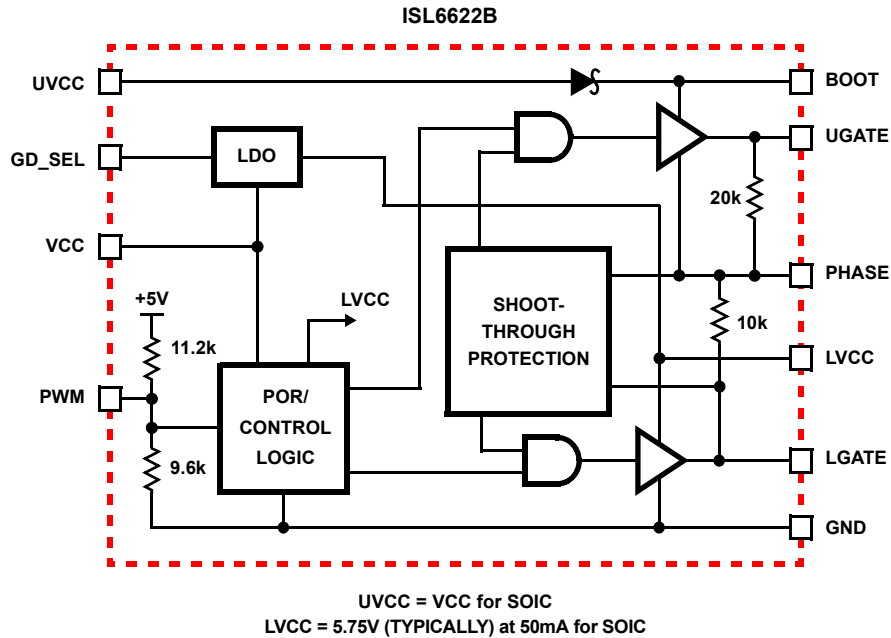 ISL6622B
UVCC
BOOT
GD_SEL
LDO
UGATE
20k
VCC
PHASE
+5V
LVCC
SHOOT-
THROUGH
PROTECTION
10k
11.2k
LVCC
PWM
POR/
CONTROL
LOGIC
9.6k
LGATE
GND
UVCC = VCC for SOIC
LVCC = 5.75V (TYPICALLY) at 50mA for SOIC